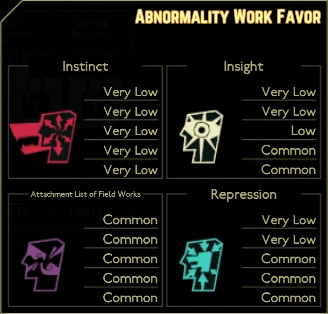 Abnormality Work Favor
Instinct
Very Low
Very Low
Very Low
Very Low
Very Low
Insight
Very Low
Very Low
Low
Common
Common
Attachment List of Field Works
Common
Common
Common
Common
Common
Repression
Very Low
Very Low
Common
Common
Common